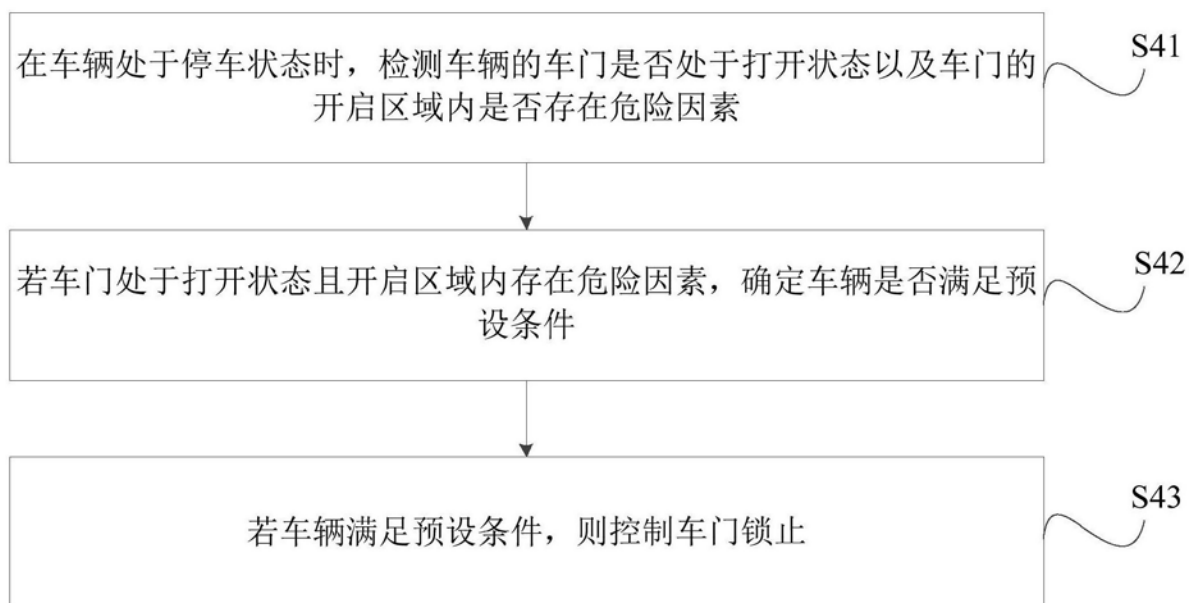 在车辆处于停车状态时，检测车辆的车门是否处于打开状态以及车门的
开启区域内是否存在危险因素
S41
若车门处于打开状态且开启区域内存在危险因素，确定车辆是否满足预
设条件
S42
若车辆满足预设条件，则控制车门锁止
S43